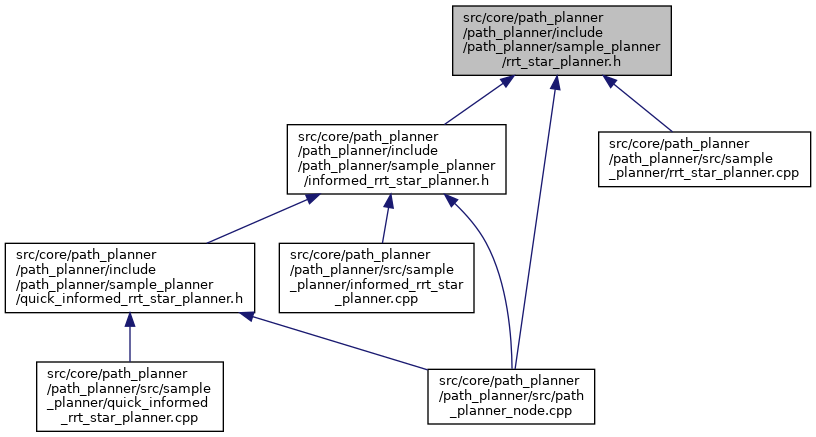 src/core/path_planner
/path_planner/include
/path_planner/sample_planner
/rrt_star_planner.h
src/core/path_planner
/path_planner/include
/path_planner/sample_planner
/informed_rrt_star_planner.h
src/core/path_planner
/path_planner/src/sample
_planner/rrt_star_planner.cpp
src/core/path_planner
/path_planner/include
/path_planner/sample_planner
/quick_informed_rrt_star_planner.h
src/core/path_planner
/path_planner/src/sample
_planner/informed_rrt_star
_planner.cpp
src/core/path_planner
/path_planner/src/sample
_planner/quick_informed
_rrt_star_planner.cpp
src/core/path_planner
/path_planner/src/path
_planner_node.cpp